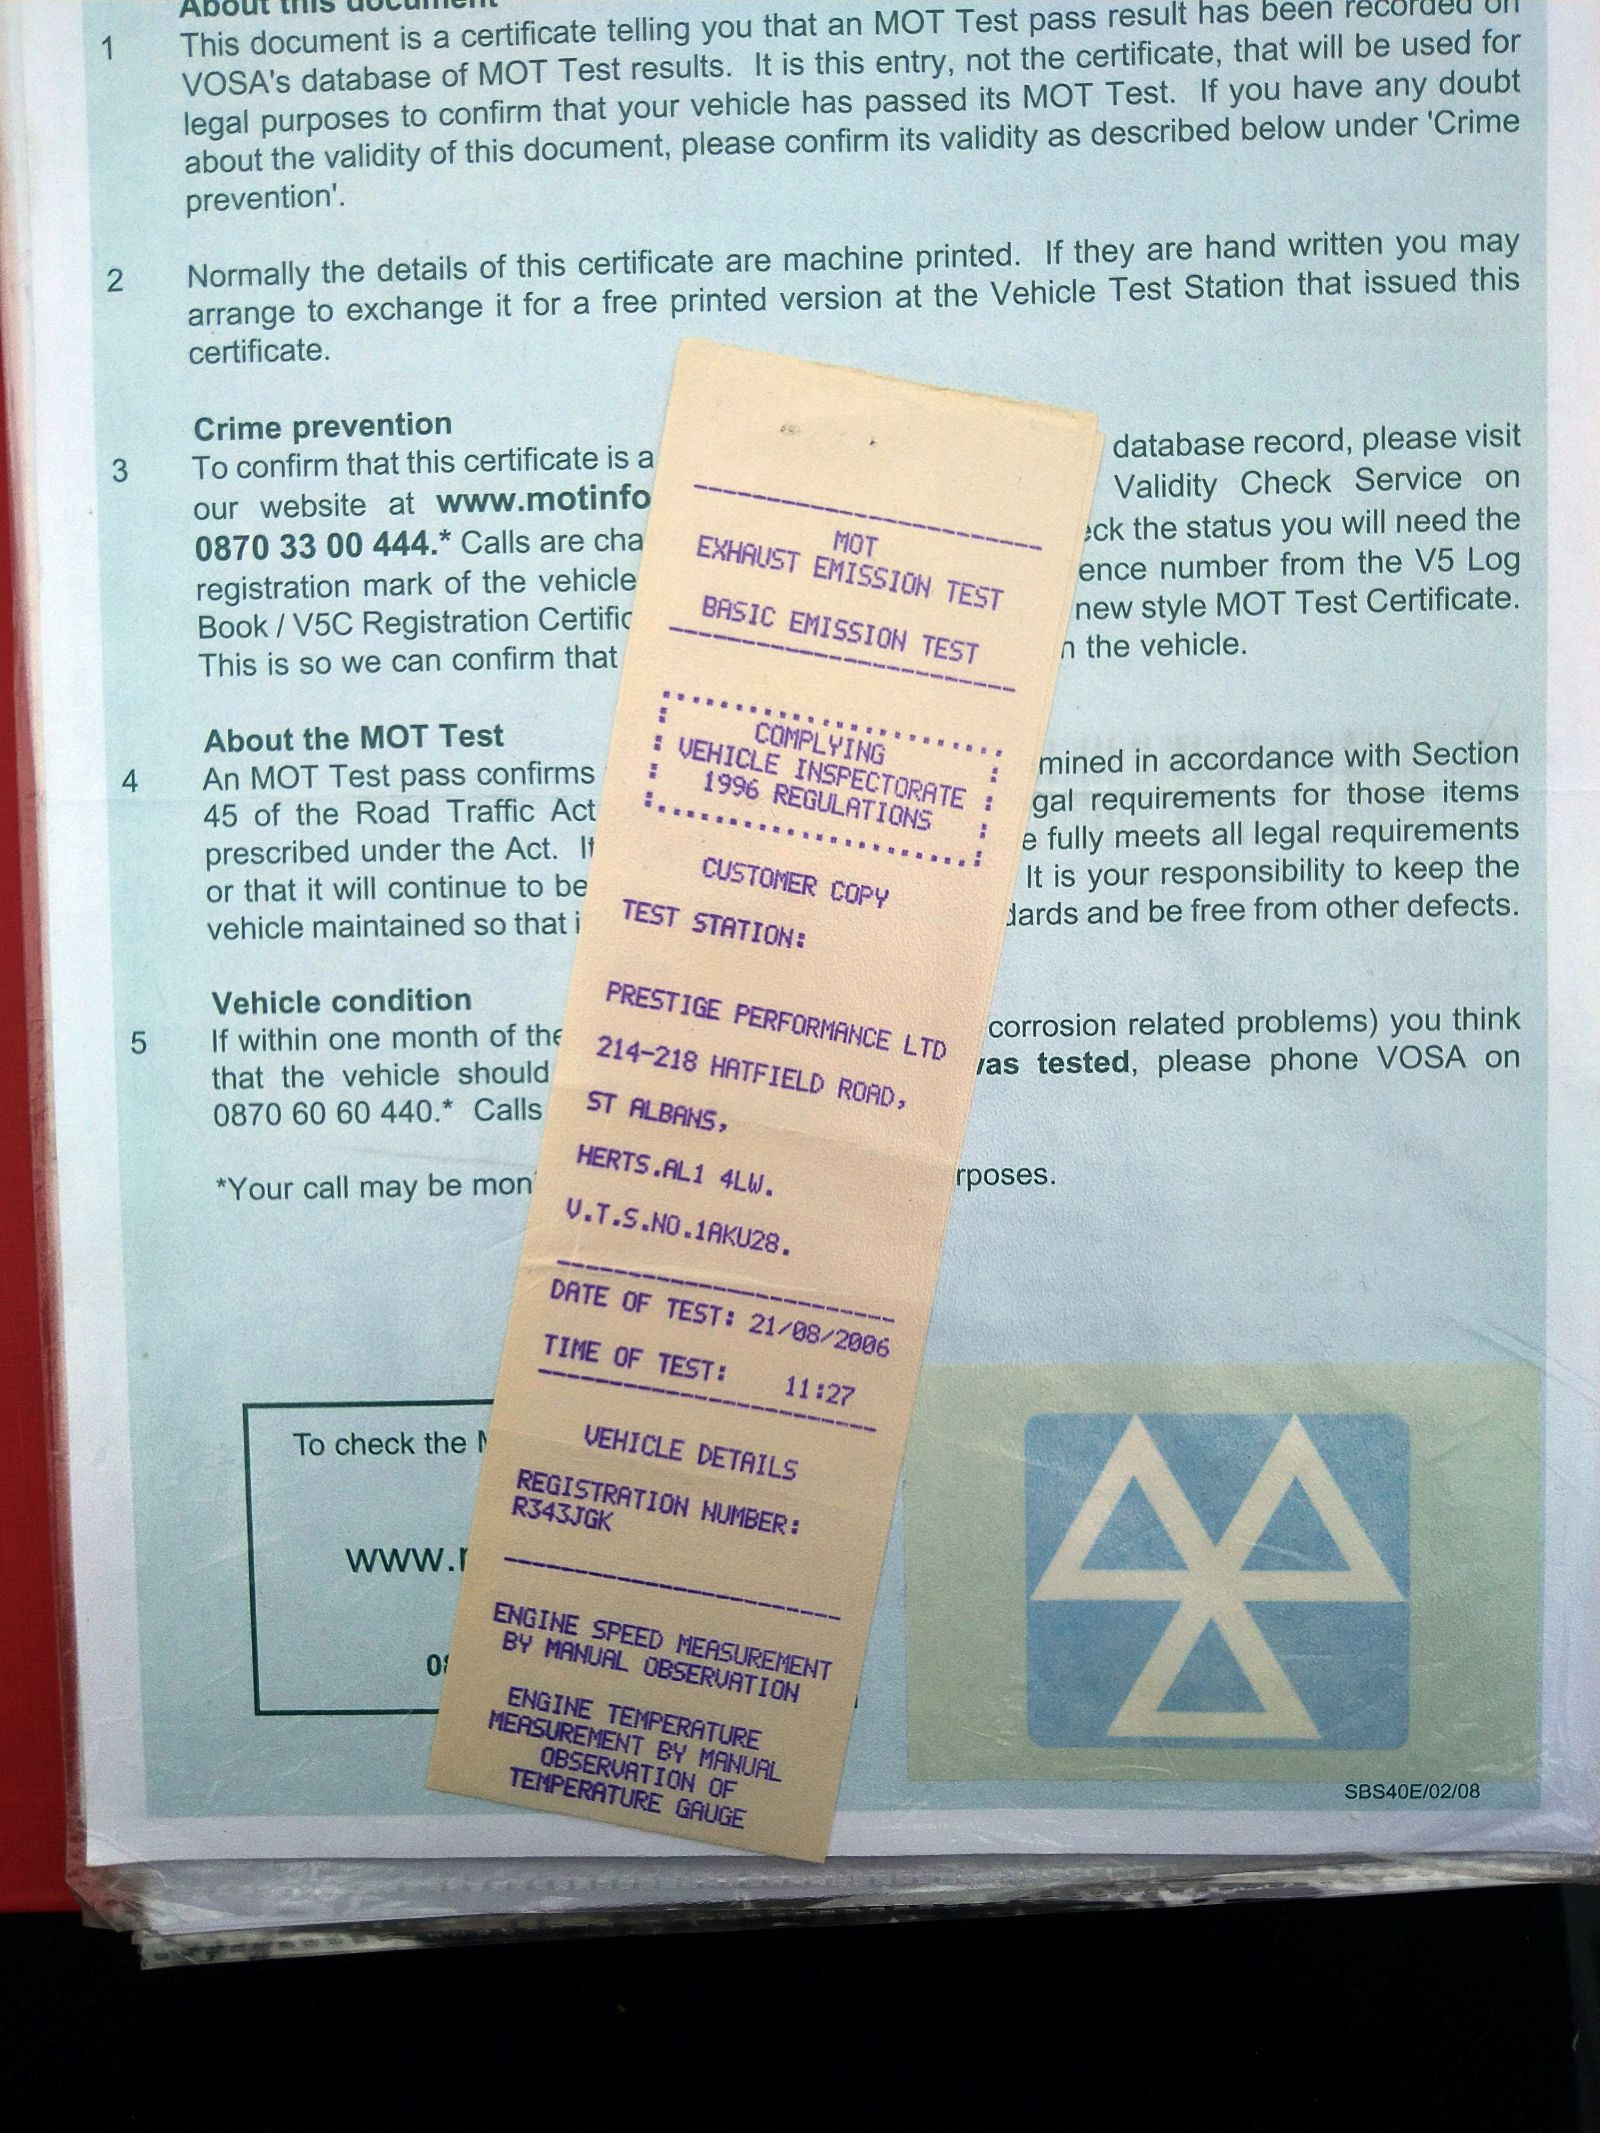 About this document
1 This document is a certificate telling you that an MOT Test pass result has been recorded on
VOSA's database of MOT Test results. It is this entry, not the certificate, that will be used for
legal purposes to confirm that your vehicle has passed its MOT Test. If you have any doubt
about the validity of this document, please confirm its validity as described below under 'Crime
prevention'.
2 Normally the details of this certificate are machine printed. If they are hand written you may
arrange to exchange it for a free printed version at the Vehicle Test Station that issued this
certificate.
Crime prevention
3 To confirm that this certificate is a
database record, please visit
our website at www.motinfo
Validity Check Service on
0870 33 00 444.* Calls are cha
eck the status you will need the
registration mark of the vehicle
ence number from the V5 Log
Book / V5C Registration Certific
new style MOT Test Certificate.
This is so we can confirm that
the vehicle.
About the MOT Test
4 An MOT Test pass confirms
mined in accordance with Section
45 of the Road Traffic Act
gal requirements for those items
prescribed under the Act.
e fully meets all legal requirements
or that it will continue to be
It is your responsibility to keep the
vehicle maintained so that i
dards and be free from other defects.
Vehicle condition
5 If within one month of the
corrosion related problems) you think
that the vehicle should
was tested, please phone VOSA on
0870 60 60 440.* Calls
*Your call may be mon
rposes.
To check the
www.
08
SBS40E/02/08
MOT
EXHAUST EMISSION TEST
BASIC EMISSION TEST
COMPLYING
VEHICLE INSPECTORATE
1996 REGULATIONS
CUSTOMER COPY
TEST STATION:
PRESTIGE PERFORMANCE LTD
214-218 HATFIELD ROAD,
ST ALBANS,
HERTS.AL1 4LW.
V.T.S.NO.1AKU28.
DATE OF TEST: 21/08/2006
TIME OF TEST: 11:27
VEHICLE DETAILS
REGISTRATION NUMBER:
R343JGK
ENGINE SPEED MEASUREMENT
BY MANUAL OBSERVATION
ENGINE TEMPERATURE
MEASUREMENT BY MANUAL
OBSERVATION OF
TEMPERATURE GAUGE